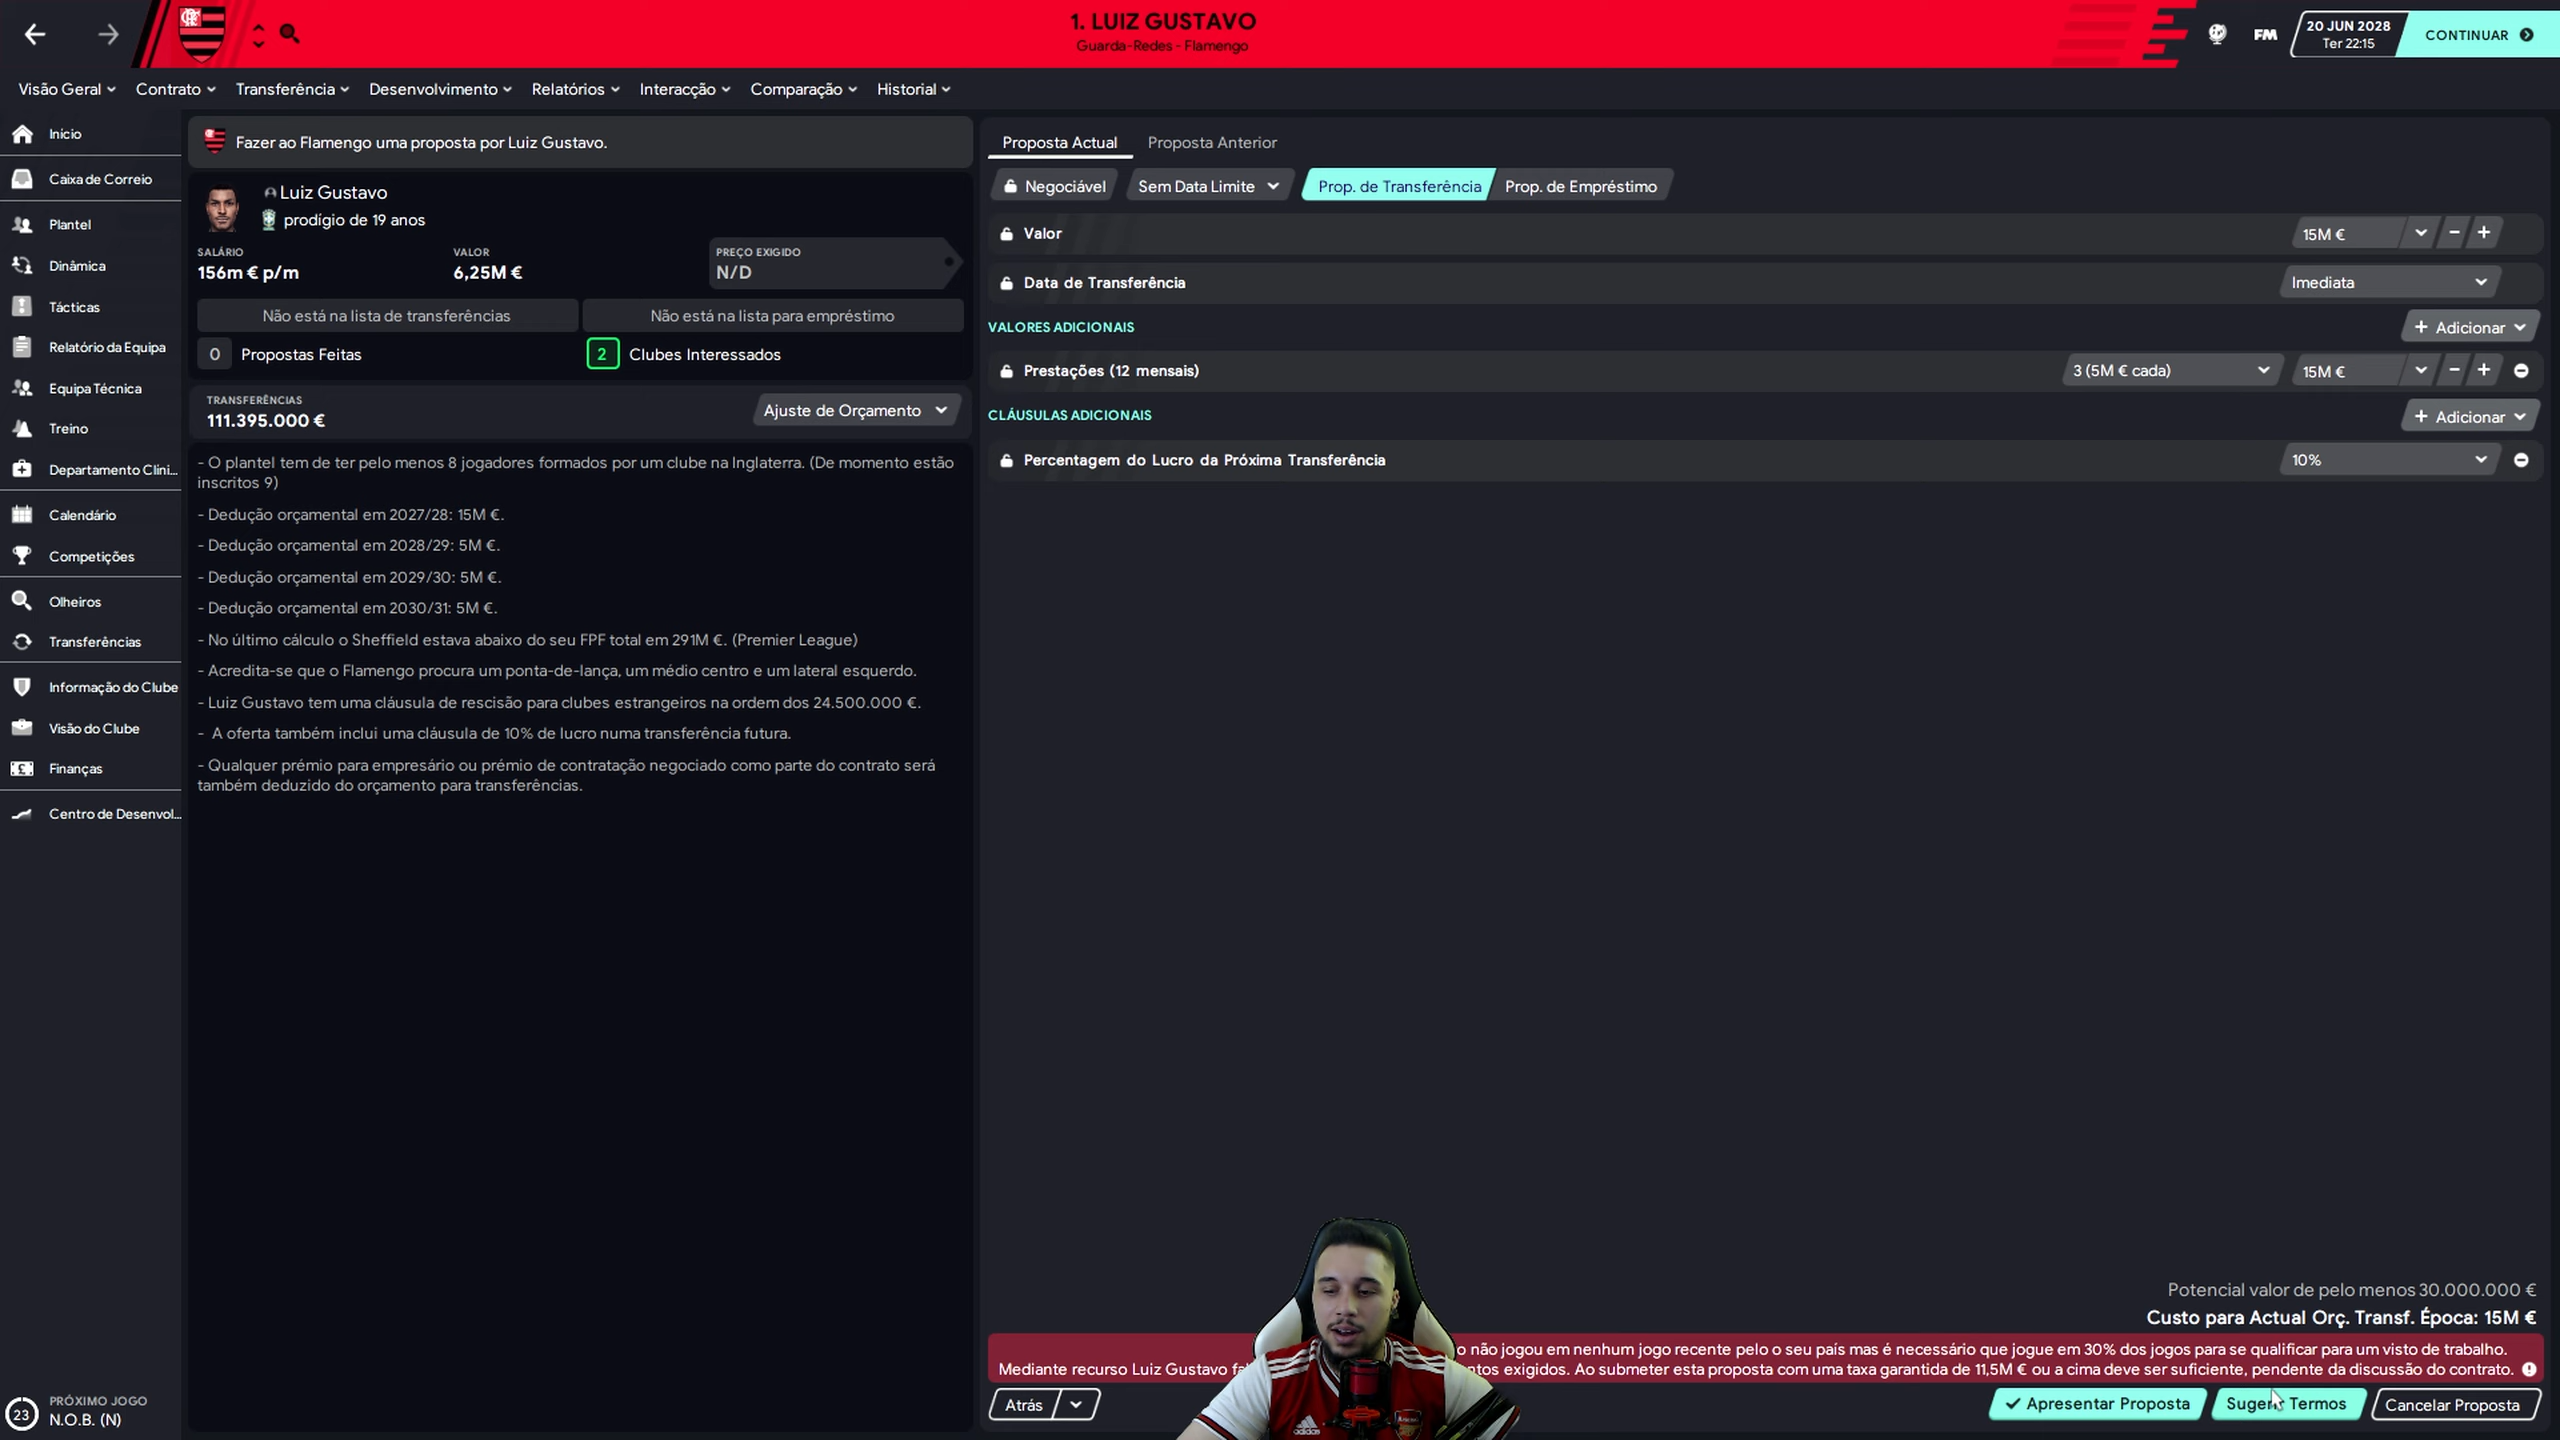 1. LUIZ GUSTAVO
Guarda-Redes - Flamengo
FM
20 JUN 2028
Ter 22:15
CONTINUAR
Visão Geral
Contrato
Transferência
Desenvolvimento
Relatórios
Interacção
Comparação
Historial
Início
Caixa de Correio
Plantel
Dinâmica
Tácticas
Relatório da Equipa
Equipa Técnica
Treino
Departamento Clíni...
Calendário
Competições
Olheiros
Transferências
Informação do Clube
Visão do Clube
Finanças
Centro de Desenvol...
23
PRÓXIMO JOGO
N.O.B. (N)
Fazer ao Flamengo uma proposta por Luiz Gustavo.
Luiz Gustavo
prodígio de 19 anos
SALÁRIO
156m € p/m
VALOR
6,25M €
PREÇO EXIGIDO
N/D
Não está na lista de transferências
Não está na lista para empréstimo
0 Propostas Feitas
2 Clubes Interessados
TRANSFERÊNCIAS
111.395.000 €
Ajuste de Orçamento
- O plantel tem de ter pelo menos 8 jogadores formados por um clube na Inglaterra. (De momento estão
inscritos 9)
- Dedução orçamental em 2027/28: 15M €.
- Dedução orçamental em 2028/29: 5M €.
- Dedução orçamental em 2029/30: 5M €.
- Dedução orçamental em 2030/31: 5M €.
- No último cálculo o Sheffield estava abaixo do seu FPF total em 291M €. (Premier League)
- Acredita-se que o Flamengo procura um ponta-de-lança, um médio centro e um lateral esquerdo.
- Luiz Gustavo tem uma cláusula de rescisão para clubes estrangeiros na ordem dos 24.500.000 €.
- A oferta também inclui uma cláusula de 10% de lucro numa transferência futura.
- Qualquer prémio para empresário ou prémio de contratação negociado como parte do contrato será
também deduzido do orçamento para transferências.
Proposta Actual
Proposta Anterior
Negociável
Sem Data Limite
Prop. de Transferência
Prop. de Empréstimo
Valor
15M €
Data de Transferência
Imediata
VALORES ADICIONAIS
+ Adicionar
Prestações (12 mensais)
3 (5M € cada)
15M €
CLÁUSULAS ADICIONAIS
+ Adicionar
Percentagem do Lucro da Próxima Transferência
10%
Potencial valor de pelo menos 30.000.000 €
Custo para Actual Orç. Transf. Época: 15M €
o não jogou em nenhum jogo recente pelo o seu país mas é necessário que jogue em 30% dos jogos para se qualificar para um visto de trabalho.
Mediante recurso Luiz Gustavo fa ntos exigidos. Ao submeter esta proposta com uma taxa garantida de 11,5M € ou a cima deve ser suficiente, pendente da discussão do contrato.
Atrás
Apresentar Proposta
Sugerir Termos
Cancelar Proposta
adidas